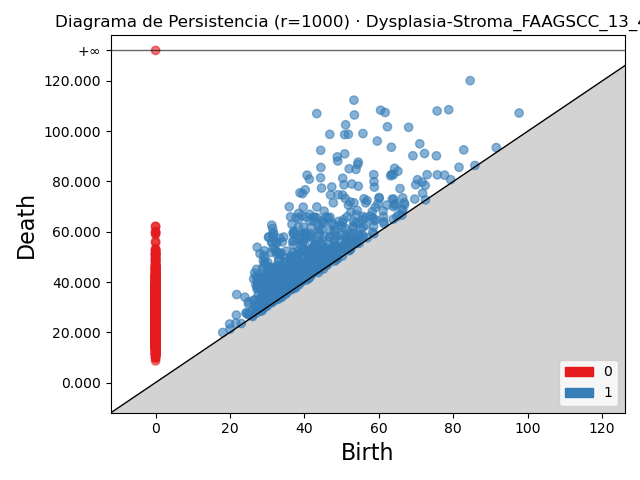 Diagrama de Persistencia (r=1000) · Dysplasia-Stroma_FAAGSCC_13_
+∞
120.000
100.000
80.000
60.000
40.000
20.000
0.000
Death
0
1
0 20 40 60 80 100 120
Birth